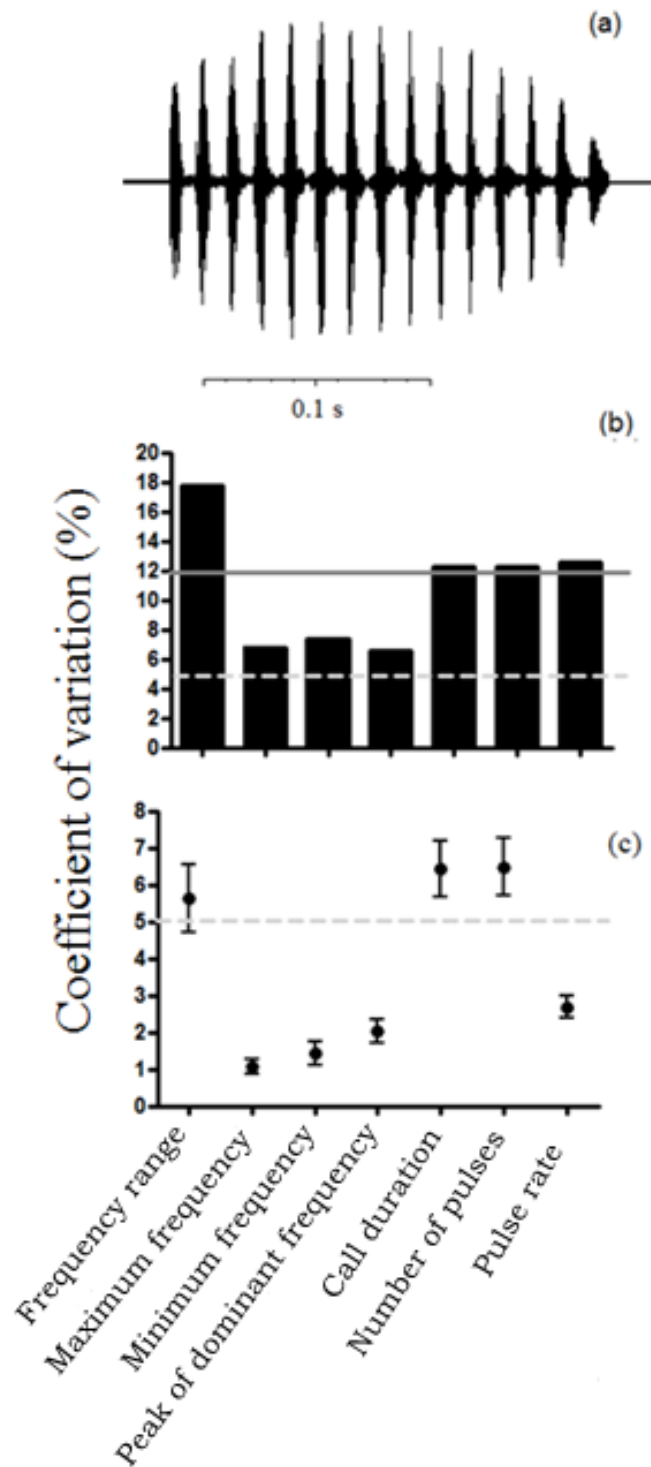 (a)
0.1 s
(b)
Coefficient of variation (%)
20
18
16
14
12
10
8
6
4
2
0
(c)
8
7
6
5
4
3
2
1
0
Frequency range
Maximum frequency
Minimum frequency
Peak of dominant frequency
Call duration
Number of pulses
Pulse rate